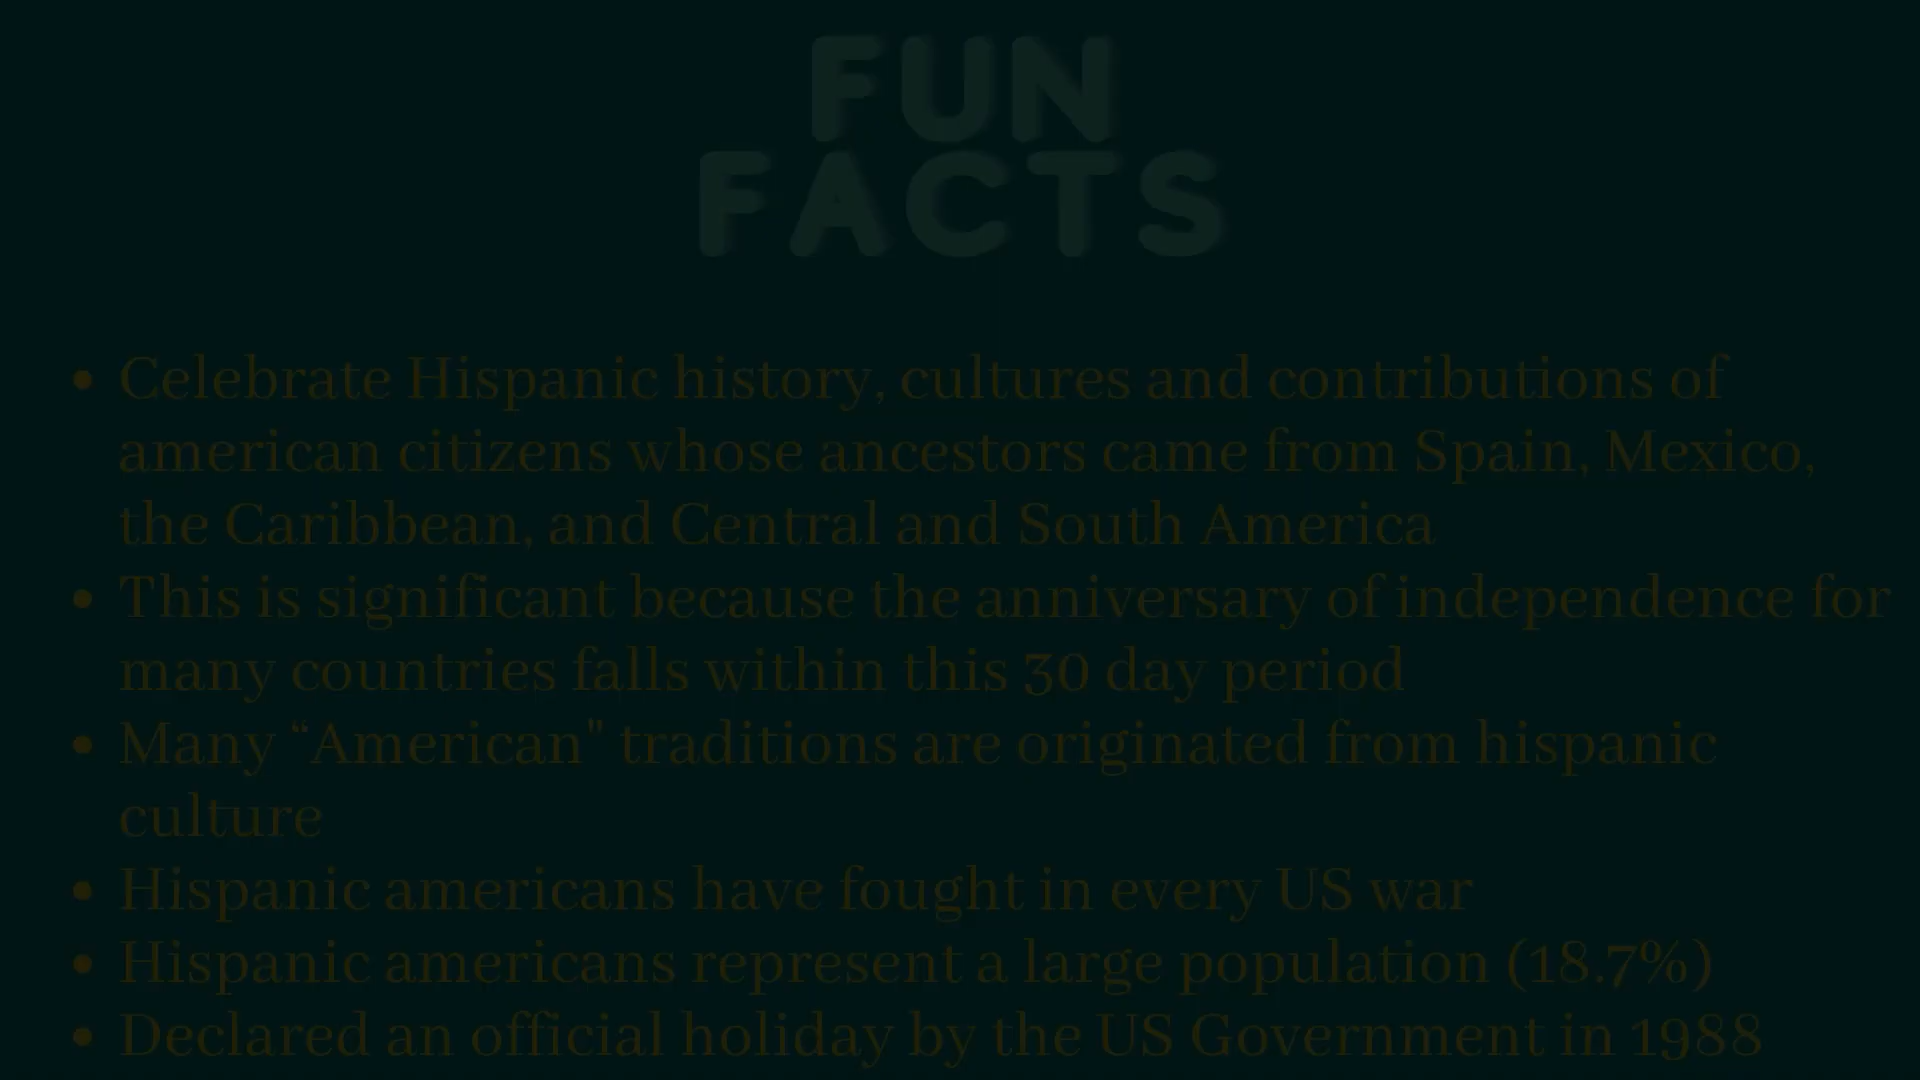 FUN
FACTS
• Celebrate Hispanic history, cultures and contributions of
american citizens whose ancestors came from Spain, Mexico,
the Caribbean, and Central and South America
• This is significant because the anniversary of independence for
many countries falls within this 30 day period
• Many “American" traditions are originated from hispanic
culture
• Hispanic americans have fought in every US war
• Hispanic americans represent a large population (18.7%)
• Declared an official holiday by the US Government in 1988